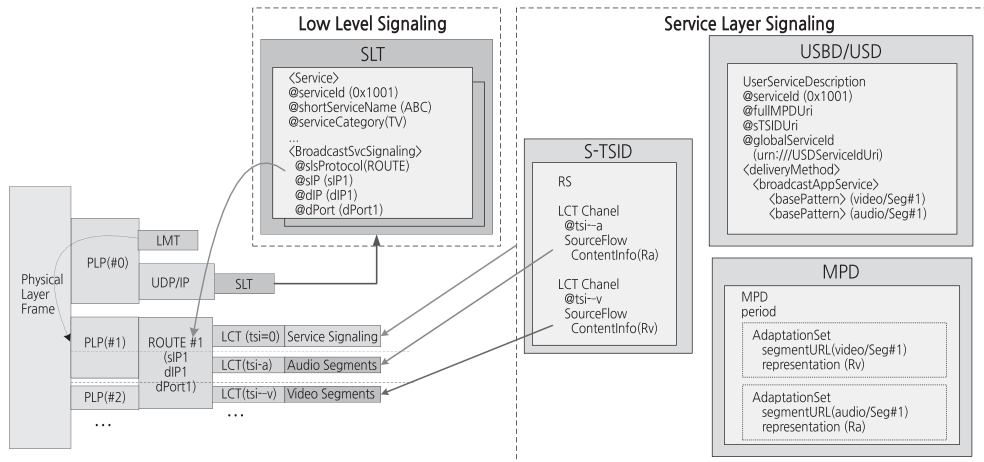 Low Level Signaling
SLT
〈Service〉
@serviceId (0x1001)
@shortServiceName (ABC)
@serviceCategory(TV)
...
〈BroadcastSvcSignaling〉
@slsProtocol(ROUTE)
@sIP (sIP1)
@dIP (dIP1)
@dPort (dPort1)
Service Layer Signaling
USBD/USD
UserServiceDescription
@serviceId (0x1001)
@fullMPDUri
@sTSIDUri
@globalServiceId
(urn:///USDServiceIdUri)
〈deliveryMethod〉
〈broadcastAppService〉
〈basePattern〉 (video/Seg#1)
〈basePattern〉 (audio/Seg#1)
S-TSID
RS
LCT Chanel
@tsi--a
SourceFlow
ContentInfo(Ra)
LCT Chanel
@tsi--v
SourceFlow
ContentInfo(Rv)
MPD
MPD
period
AdaptationSet
segmentURL(video/Seg#1)
representation (Rv)
AdaptationSet
segmentURL(audio/Seg#1)
representation (Ra)
Physical
Layer
Frame
PLP(#0)
LMT
UDP/IP
SLT
PLP(#1)
ROUTE #1
(sIP1
dIP1
dPort1)
LCT (tsi=0)
Service Signaling
LCT(tsi-a)
Audio Segments
PLP(#2)
LCT(tsi--v)
Video Segments
...
...